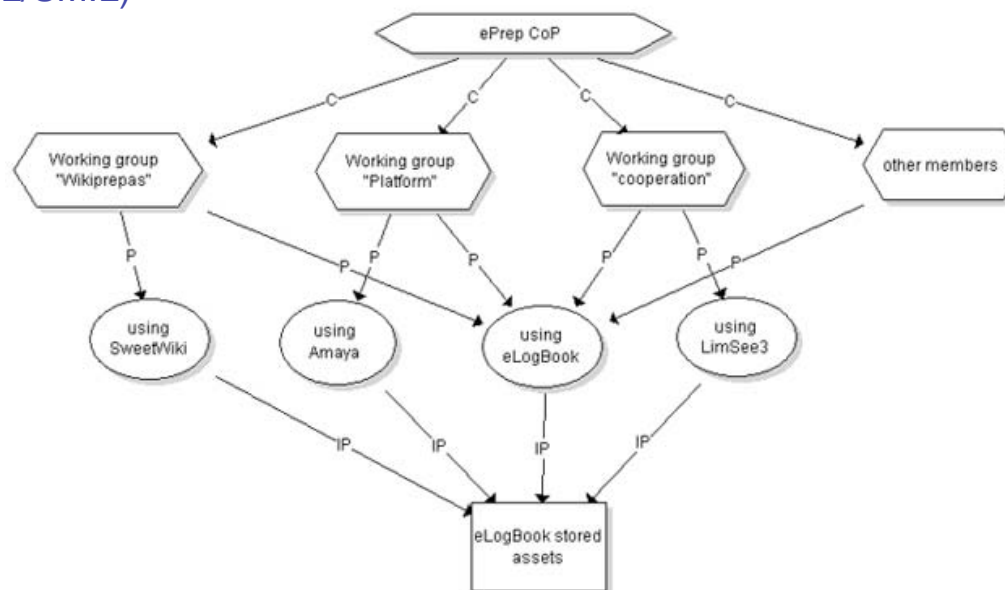 ePrep CoP
C
C
C
C
Working group
"Wikiprepas"
Working group
"Platform"
Working group
"cooperation"
other members
P
P
P
P
P
P
P
using
SweetWiki
using
Amaya
using
eLogBook
using
LimSee3
IP
IP
IP
IP
eLogBook stored
assets